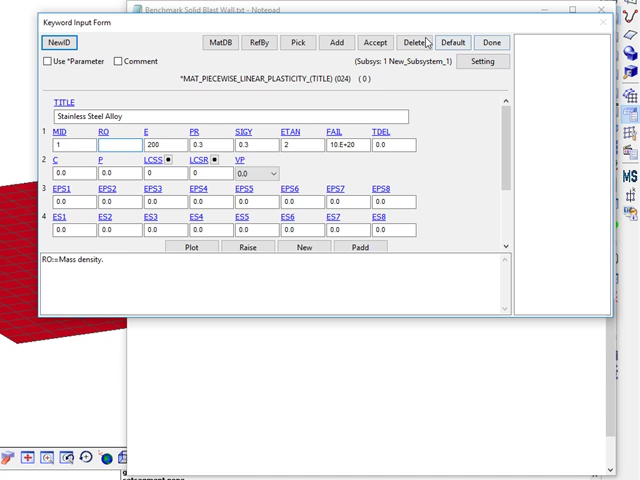 Benchmark Solid Blast Wall.txt - Notepad
Keyword Input Form
NewID MatDB RefBy Pick Add Accept Delete Default Done
Use *Parameter Comment (Subsys: 1 New_Subsystem_1) Setting
*MAT_PIECEWISE_LINEAR_PLASTICITY_(TITLE) (024) ( 0 )
TITLE
Stainless Steel Alloy
1 MID RO E PR SIGY ETAN FAIL TDEL
1 200 0.3 0.3 2 10.E+20 0.0
2 C P LCSS LCSR VP
0.0 0.0 0 0 0.0
3 EPS1 EPS2 EPS3 EPS4 EPS5 EPS6 EPS7 EPS8
0.0 0.0 0.0 0.0 0.0 0.0 0.0 0.0
4 ES1 ES2 ES3 ES4 ES5 ES6 ES7 ES8
0.0 0.0 0.0 0.0 0.0 0.0 0.0 0.0
Plot Raise New Padd
RO:=Mass density.
MS